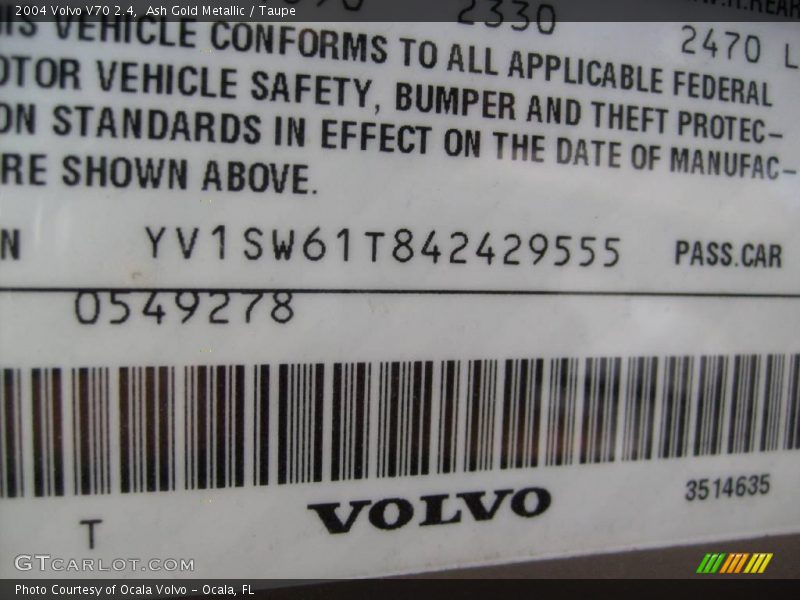 2004 Volvo V70 2.4, Ash Gold Metallic / Taupe
2330
2470 L
VEHICLE CONFORMS TO ALL APPLICABLE FEDERAL
OTOR VEHICLE SAFETY, BUMPER AND THEFT PROTEC-
ON STANDARDS IN EFFECT ON THE DATE OF MANUFAC-
RE SHOWN ABOVE.
N YV1SW61T842429555 PASS.CAR
0549278
VOLVO
3514635
T
GTCARLOT.COM
Photo Courtesy of Ocala Volvo - Ocala, FL